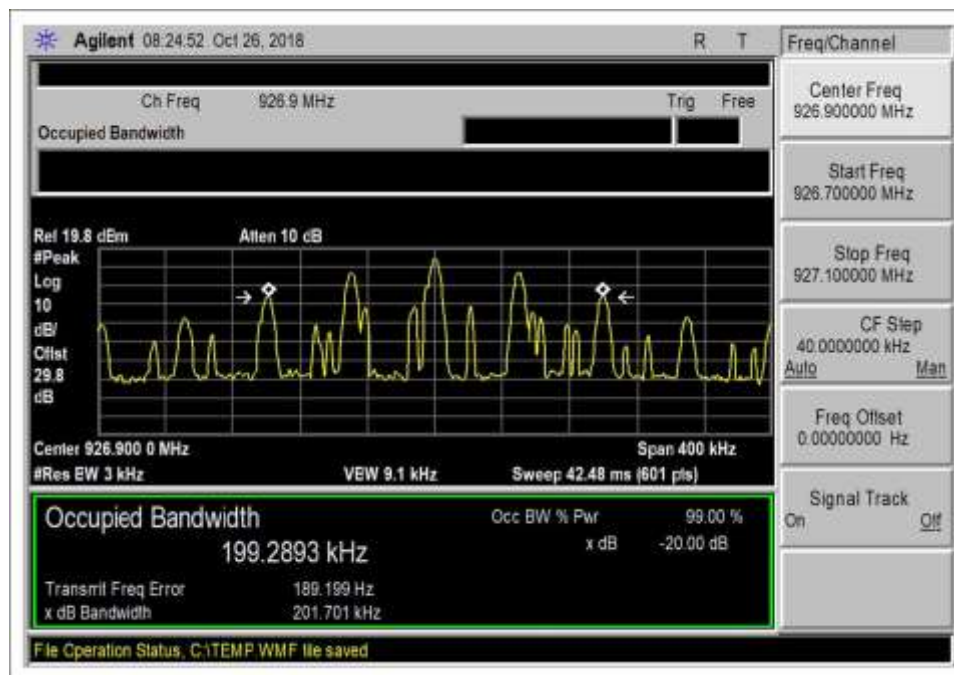 Agilent 08:24:52 Oct 26, 2018 R T
Freq/Channel
Ch Freq 926.9 MHz Trig Free
Occupied Bandwidth
Center Freq
926.900000 MHz
Start Freq
926.700000 MHz
Stop Freq
927.100000 MHz
CF Step
40.0000000 kHz
Auto Man
Freq Offset
0.00000000 Hz
Signal Track
On Off
Ref 19.8 dBm Atten 10 dB
#Peak
Log
10
dB/
Offst
29.8
dB
Center 926.900 0 MHz Span 400 kHz
#Res BW 3 kHz VBW 9.1 kHz Sweep 42.48 ms (601 pts)
Occupied Bandwidth Occ BW % Pwr 99.00 %
199.2893 kHz x dB -20.00 dB
Transmit Freq Error 189.199 Hz
x dB Bandwidth 201.701 kHz
File Operation Status, C:\TEMP.WMF file saved